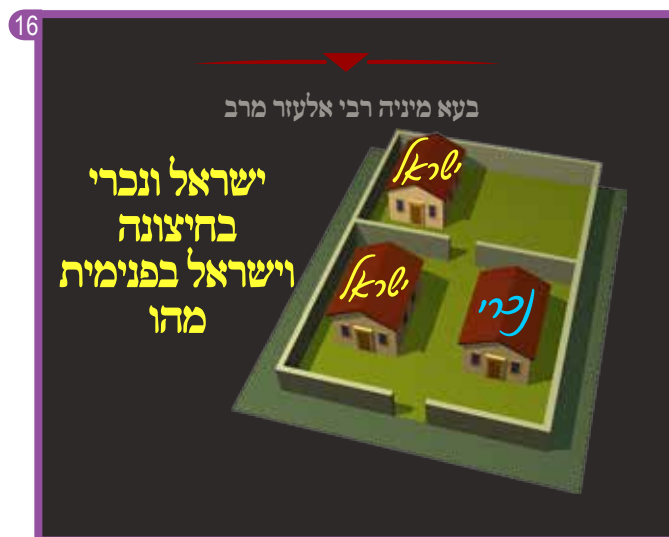 16
בעא מיניה רבי אלעזר מרב
ישראל ונכרי
בחיצונה
וישראל בפנימית
מהו
ישראל
ישראל
נכרי